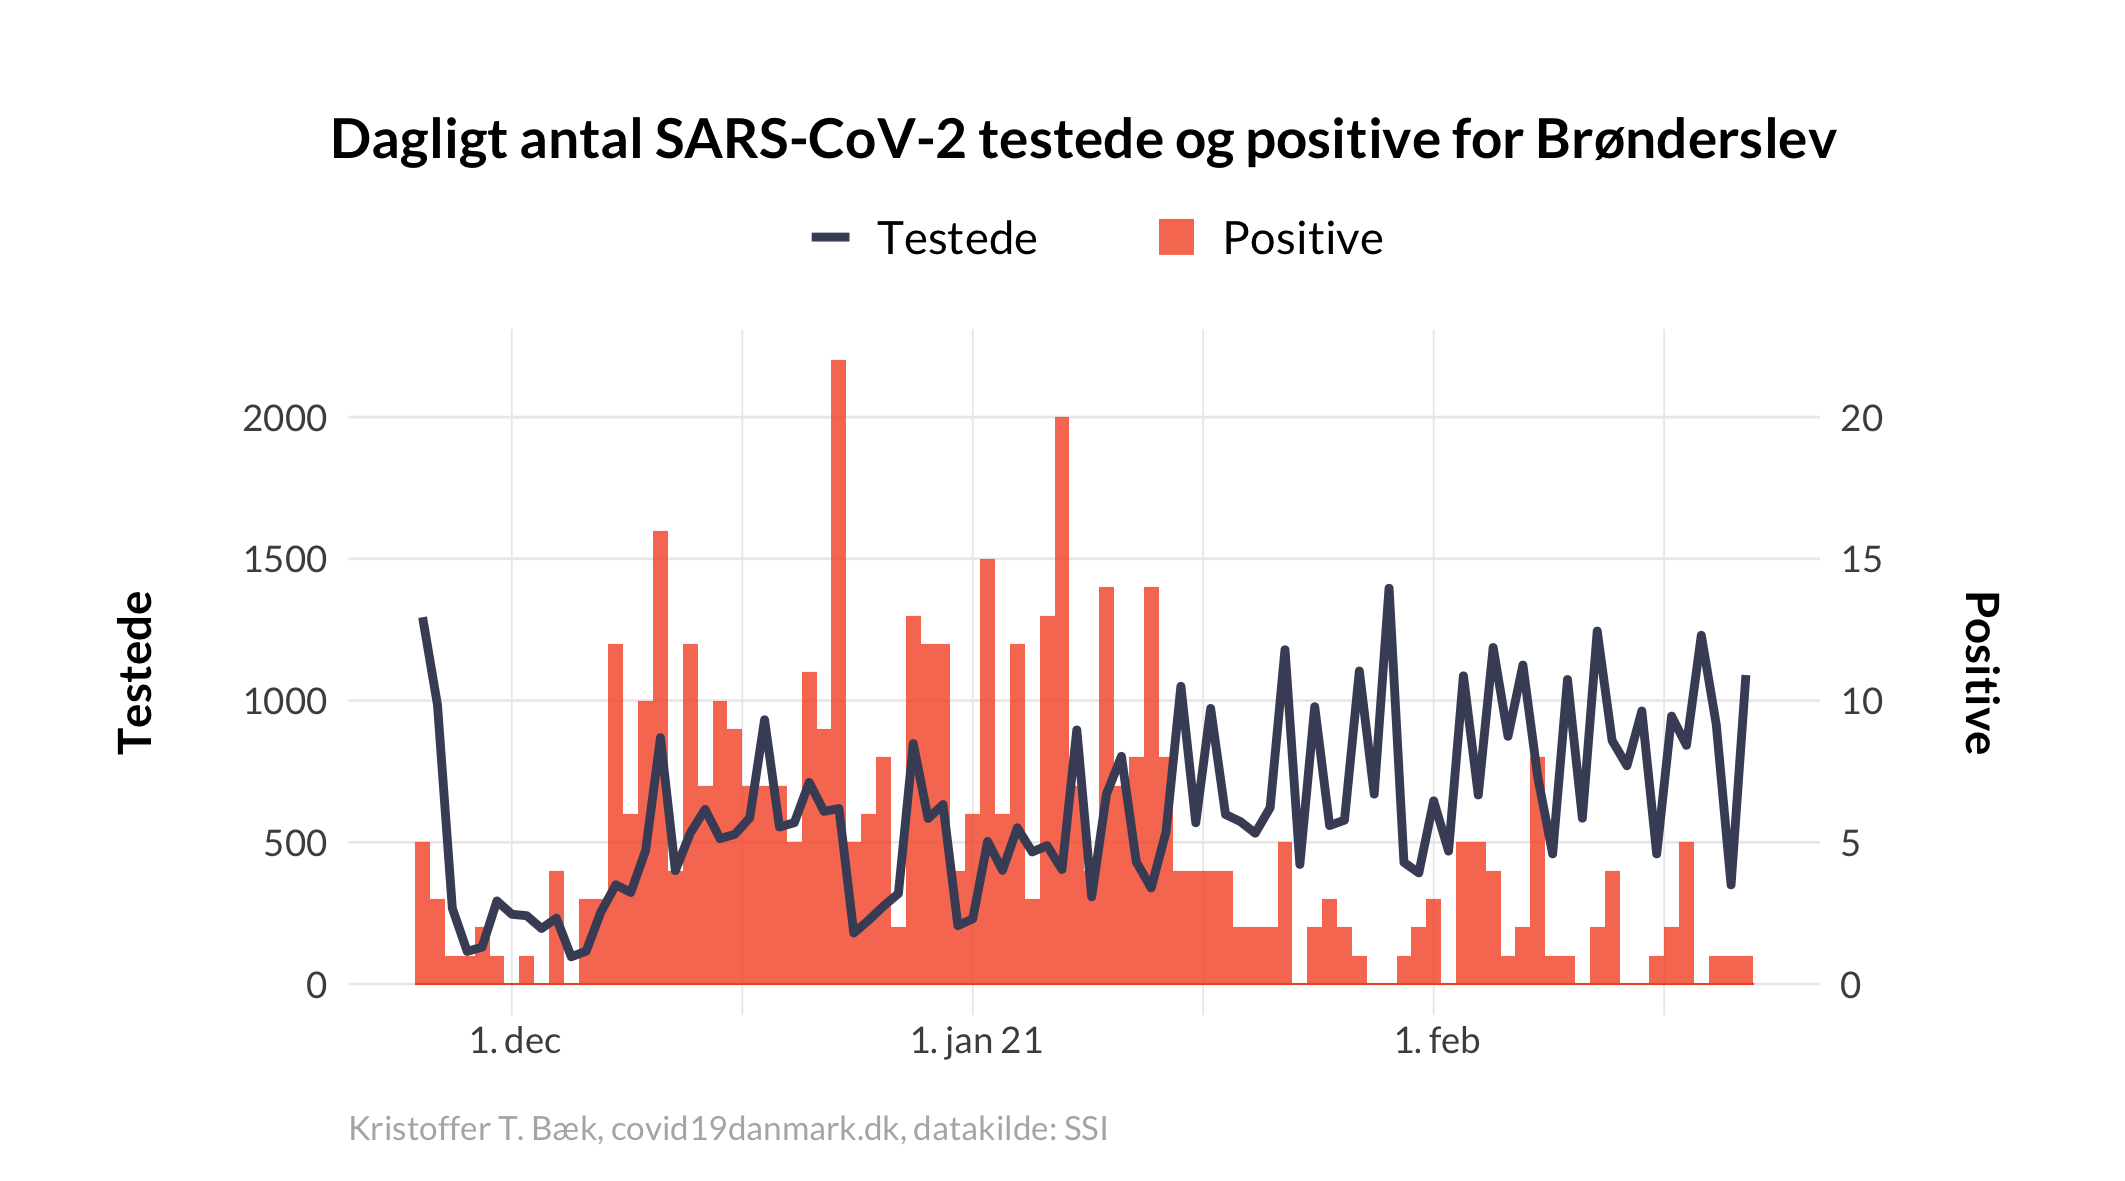 Dagligt antal SARS-CoV-2 testede og positive for Brønderslev
Testede Positive
2000 20
1500 15
1000 10
500 5
0 0
Testede
Positive
1. dec 1. jan 21 1. feb
Kristoffer T. Bæk, covid19danmark.dk, datakilde: SSI